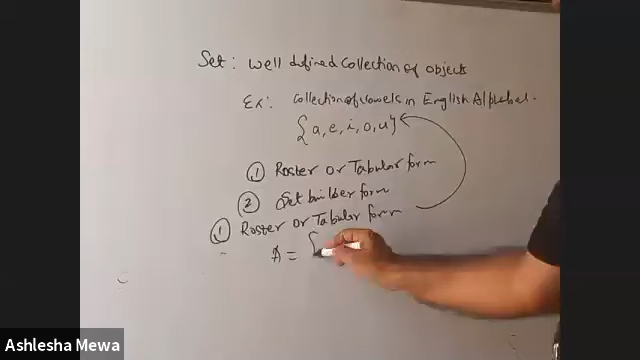 Set: Well defined collection of objects
Ex: Collection of vowels in English Alphabet.
{a, e, i, o, u}
① Roster or Tabular form
② Set builder form
① Roster or Tabular form
A = {
Ashlesha Mewa